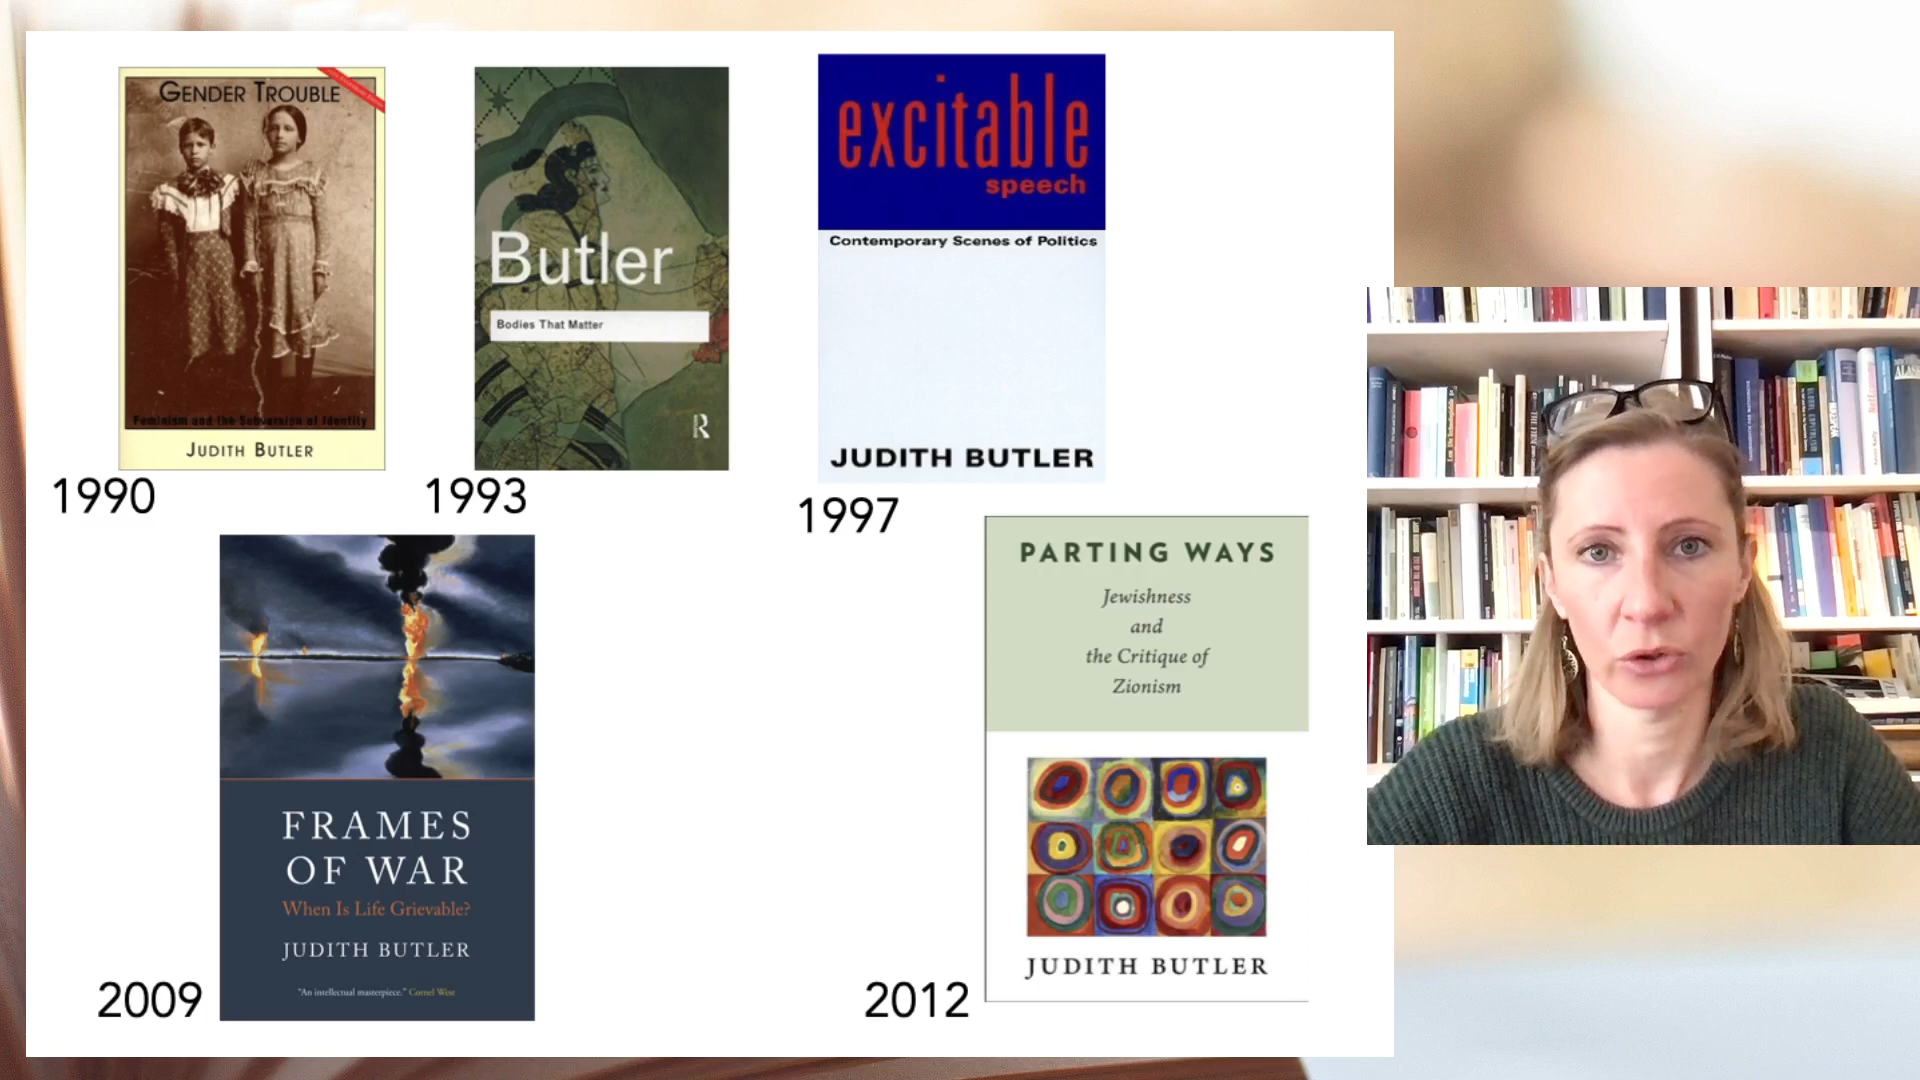 GENDER TROUBLE
Feminism and the Subversion of Identity
JUDITH BUTLER
1990
Butler
Bodies That Matter
R
1993
excitable
speech
Contemporary Scenes of Politics
JUDITH BUTLER
1997
FRAMES
OF WAR
When Is Life Grievable?
JUDITH BUTLER
"An intellectual masterpiece." Cornel West
2009
PARTING WAYS
Jewishness
and
the Critique of
Zionism
JUDITH BUTLER
2012